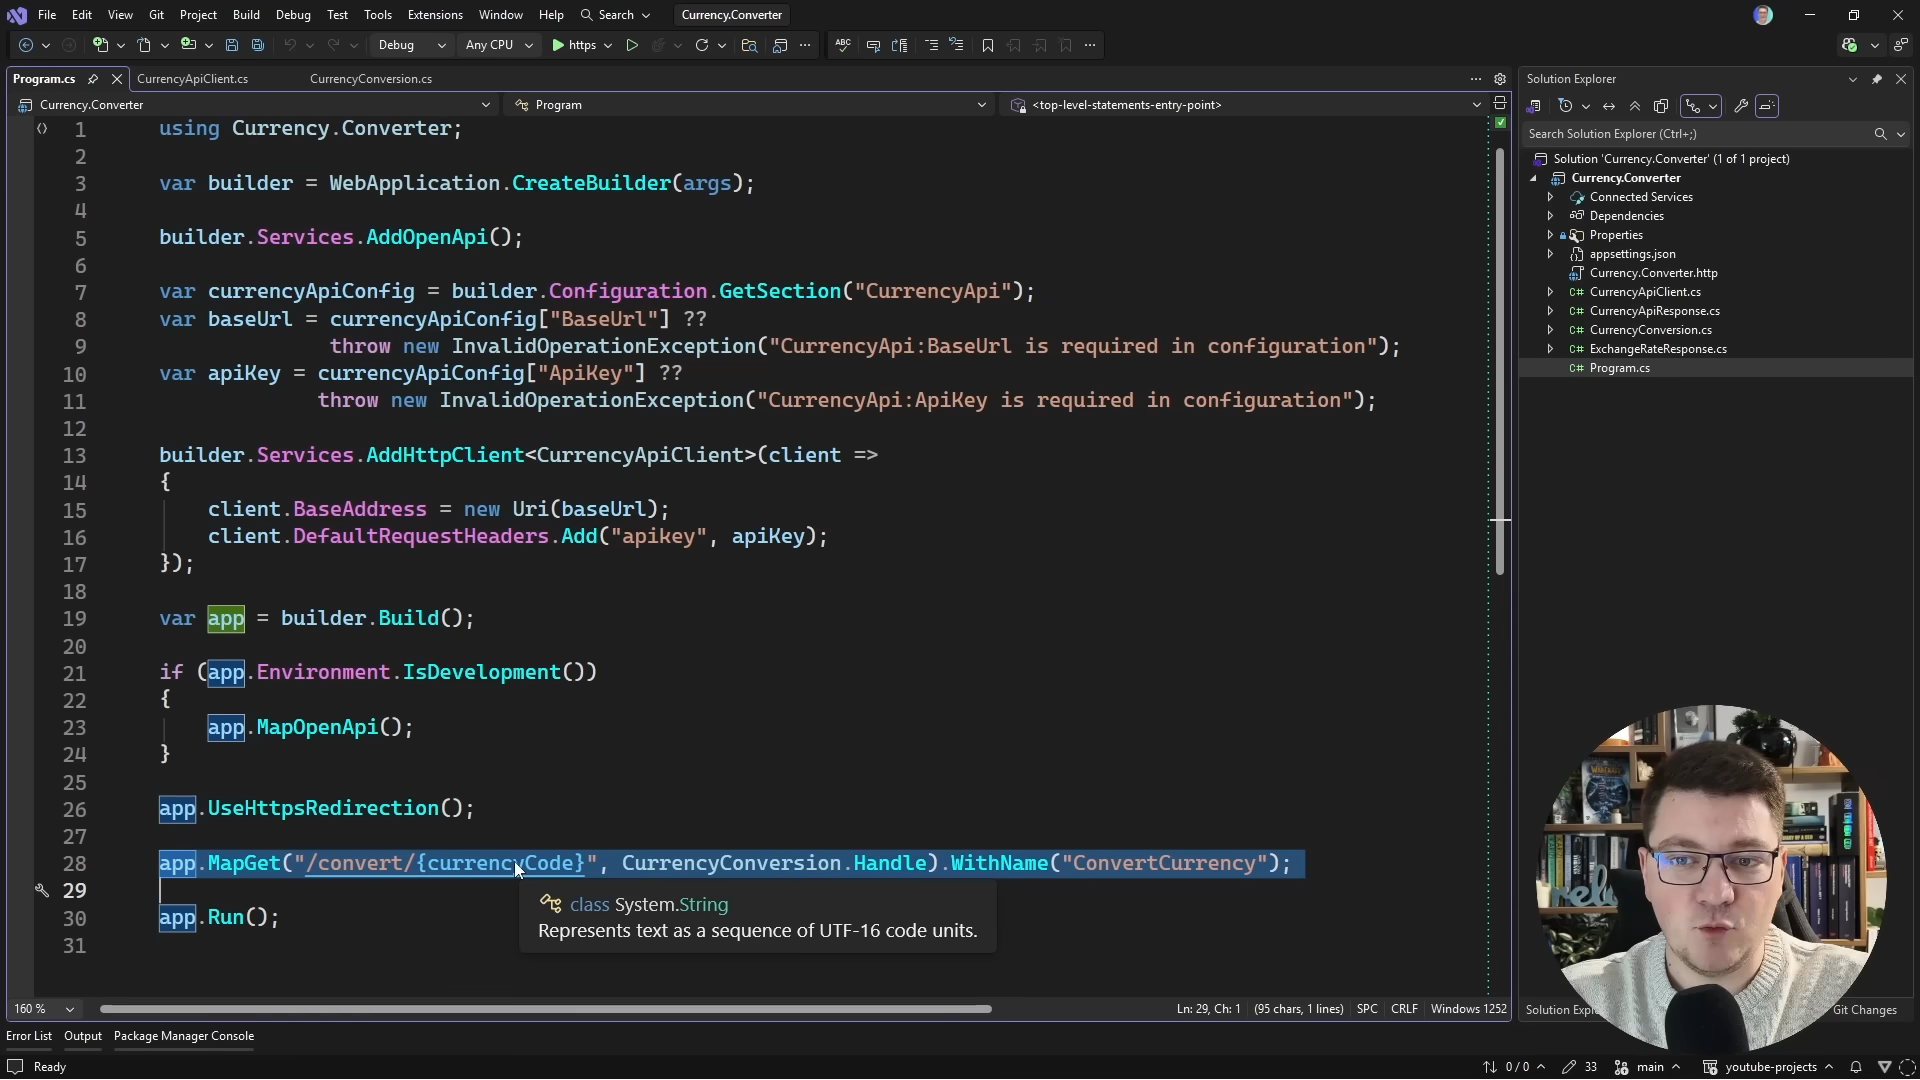 File Edit View Git Project Build Debug Test Tools Extensions Window Help Search Currency.Converter
Debug Any CPU https
Program.cs CurrencyApiClient.cs CurrencyConversion.cs
Currency.Converter Program <top-level-statements-entry-point>
1 using Currency.Converter;
2
3 var builder = WebApplication.CreateBuilder(args);
4
5 builder.Services.AddOpenApi();
6
7 var currencyApiConfig = builder.Configuration.GetSection("CurrencyApi");
8 var baseUrl = currencyApiConfig["BaseUrl"] ??
9 throw new InvalidOperationException("CurrencyApi:BaseUrl is required in configuration");
10 var apiKey = currencyApiConfig["ApiKey"] ??
11 throw new InvalidOperationException("CurrencyApi:ApiKey is required in configuration");
12
13 builder.Services.AddHttpClient<CurrencyApiClient>(client =>
14 {
15 client.BaseAddress = new Uri(baseUrl);
16 client.DefaultRequestHeaders.Add("apikey", apiKey);
17 });
18
19 var app = builder.Build();
20
21 if (app.Environment.IsDevelopment())
22 {
23 app.MapOpenApi();
24 }
25
26 app.UseHttpsRedirection();
27
28 app.MapGet("/convert/{currencyCode}", CurrencyConversion.Handle).WithName("ConvertCurrency");
29
class System.String
Represents text as a sequence of UTF-16 code units.
30 app.Run();
31
160 % Ln: 29, Ch: 1 (95 chars, 1 lines) SPC CRLF Windows 1252
Solution Explorer
Search Solution Explorer (Ctrl+;)
Solution 'Currency.Converter' (1 of 1 project)
Currency.Converter
Connected Services
Dependencies
Properties
appsettings.json
Currency.Converter.http
CurrencyApiClient.cs
CurrencyApiResponse.cs
CurrencyConversion.cs
ExchangeRateResponse.cs
Program.cs
Solution Git Changes
Error List Output Package Manager Console
Ready 0 / 0 33 main youtube-projects